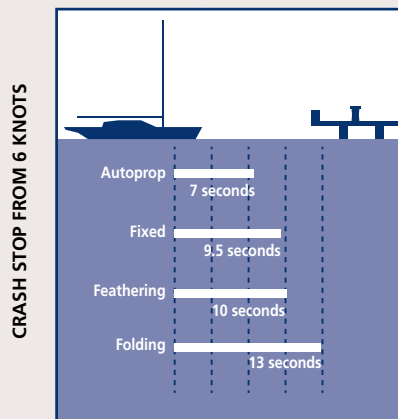 CRASH STOP FROM 6 KNOTS
Autoprop
7 seconds
Fixed
9.5 seconds
Feathering
10 seconds
Folding
13 seconds